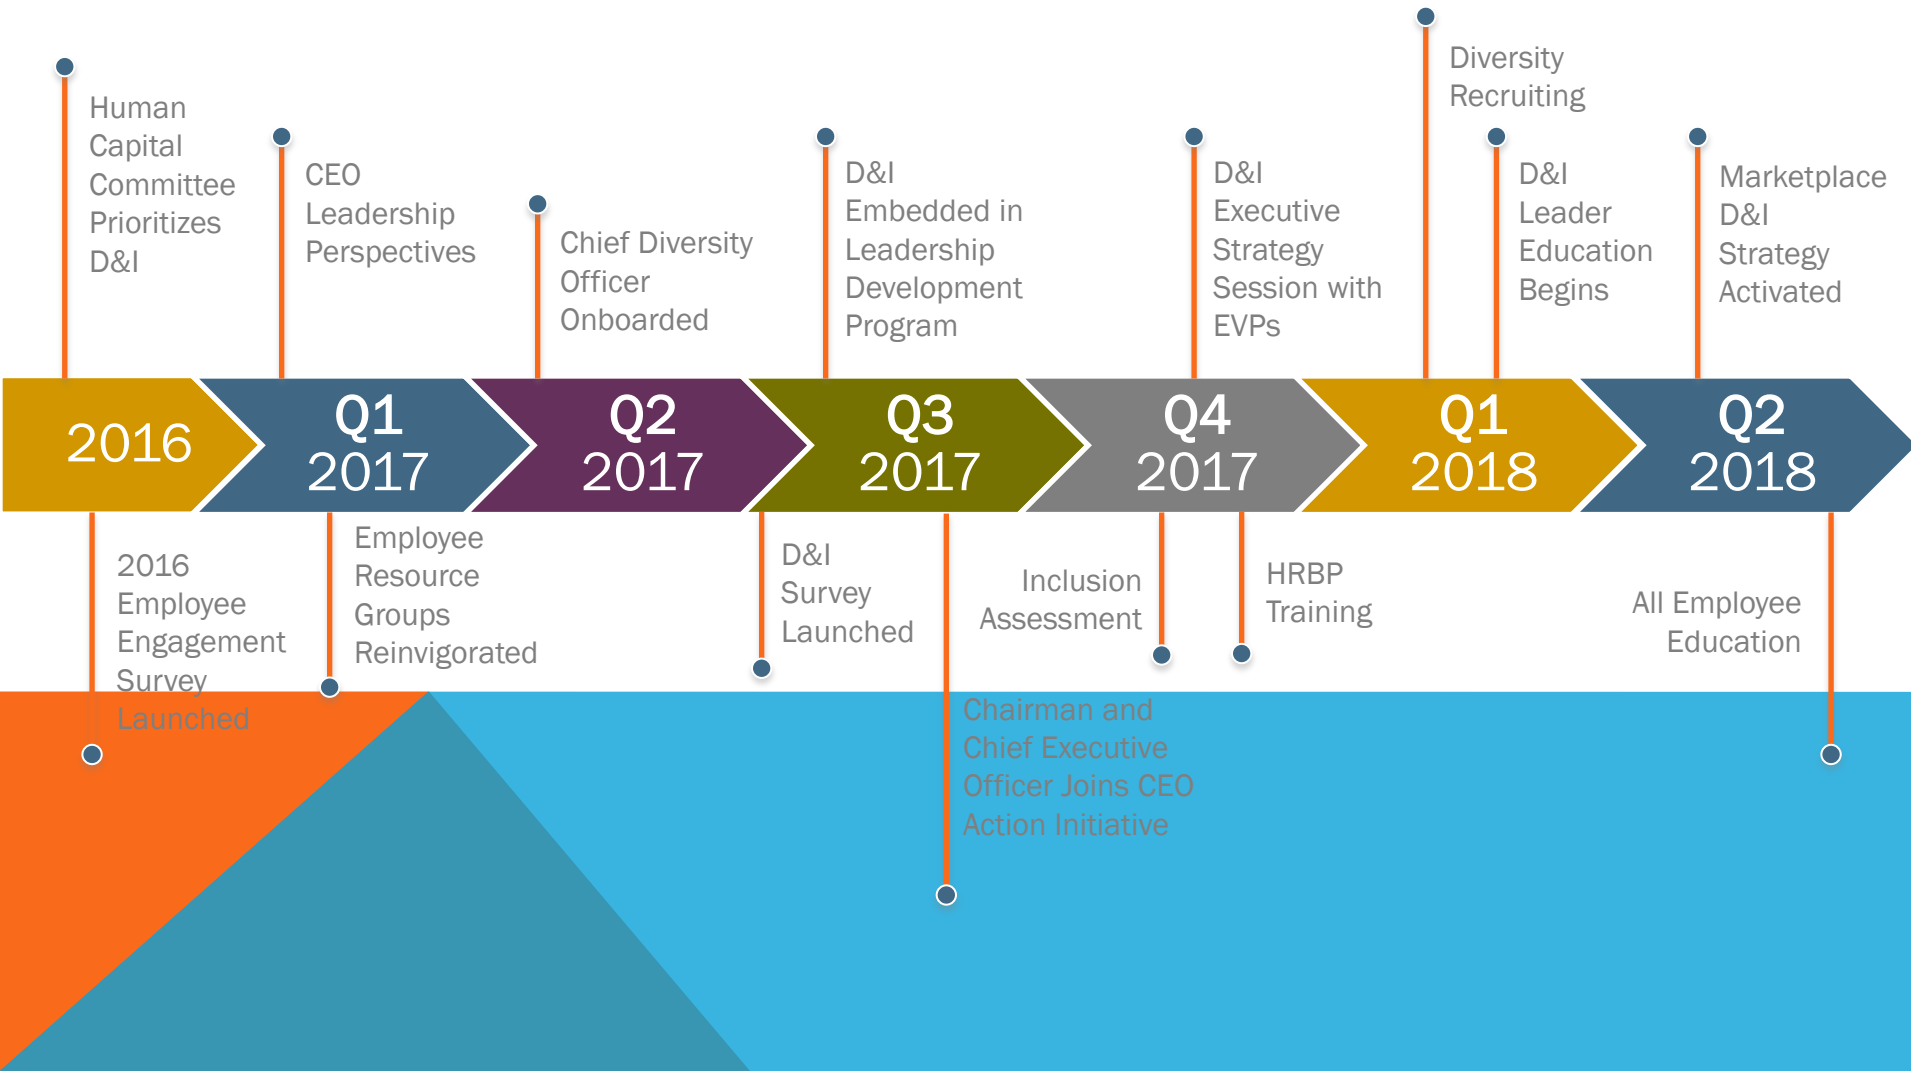 Human
Capital
Committee
Prioritizes
D&I
CEO
Leadership
Perspectives
Chief Diversity
Officer
Onboarded
D&I
Embedded in
Leadership
Development
Program
D&I
Executive
Strategy
Session with
EVPs
Diversity
Recruiting
D&I
Leader
Education
Begins
Marketplace
D&I
Strategy
Activated
2016
Q1
2017
Q2
2017
Q3
2017
Q4
2017
Q1
2018
Q2
2018
2016
Employee
Engagement
Survey
Launched
Employee
Resource
Groups
Reinvigorated
D&I
Survey
Launched
Chairman and
Chief Executive
Officer Joins CEO
Action Initiative
Inclusion
Assessment
HRBP
Training
All Employee
Education